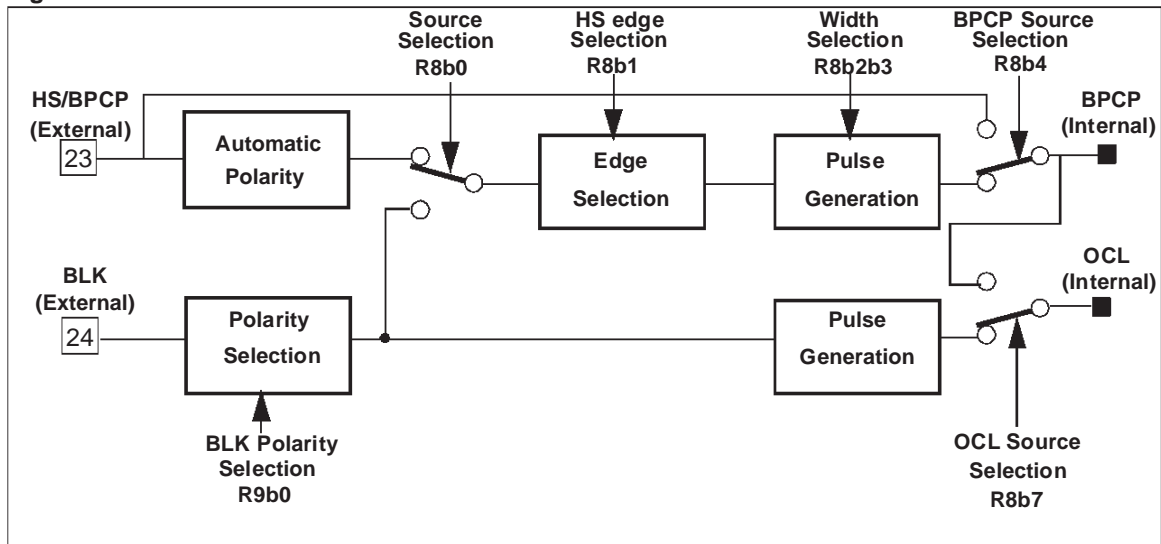 Source
Selection
R8b0
HS edge
Selection
R8b1
Width
Selection
R8b2b3
BPCP Source
Selection
R8b4
HS/BPCP
(External)
23
Automatic
Polarity
Edge
Selection
Pulse
Generation
BPCP
(Internal)
BLK
(External)
24
Polarity
Selection
Pulse
Generation
OCL
(Internal)
BLK Polarity
Selection
R9b0
OCL Source
Selection
R8b7